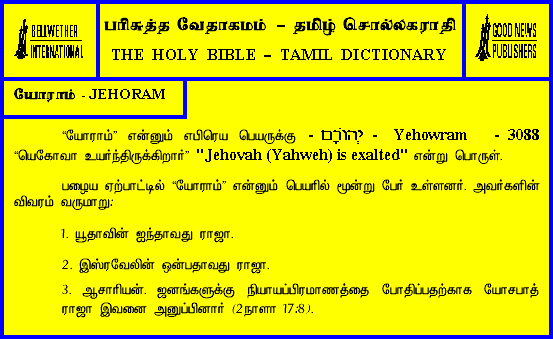 BELLWETHER
INTERNATIONAL
பரிசுத்த வேதாகமம் – தமிழ் சொல்லகராதி
THE HOLY BIBLE – TAMIL DICTIONARY
GOOD NEWS
PUBLISHERS
யோராம் - JEHORAM
“யோராம்” என்னும் எபிரெய பெயருக்கு - יְהוֹרָם - Yehowram - 3088
“யெகோவா உயர்ந்திருக்கிறார்” "Jehovah (Yahweh) is exalted" என்று பொருள்.
பழைய ஏற்பாட்டில் “யோராம்” என்னும் பெயரில் மூன்று பேர் உள்ளனர். அவர்களின்
விவரம் வருமாறு:
1. யூதாவின் ஐந்தாவது ராஜா.
2. இஸ்ரவேலின் ஒன்பதாவது ராஜா.
3. ஆசாரியன். ஜனங்களுக்கு நியாயப்பிரமாணத்தை போதிப்பதற்காக யோசபாத்
ராஜா இவனை அனுப்பினார் (2நாளா 17:8).